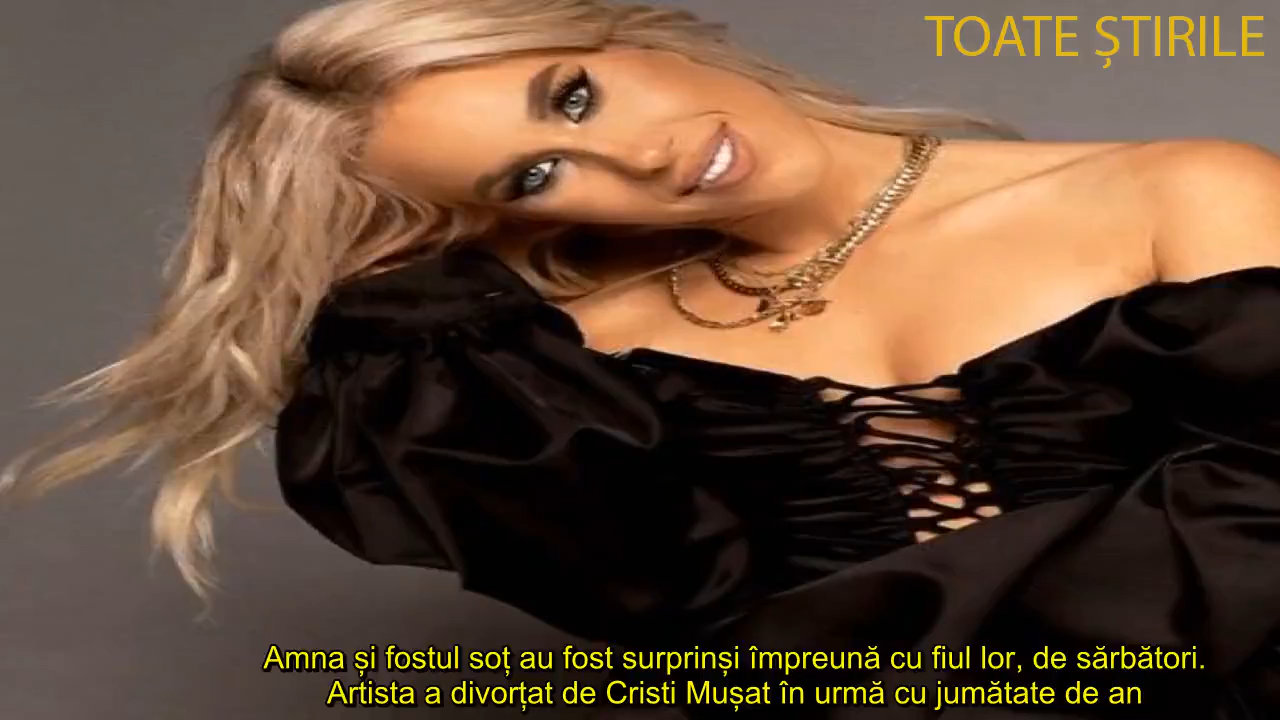 TOATE ȘTIRILE
Amna și fostul soț au fost surprinși împreună cu fiul lor, de sărbători.
Artista a divorțat de Cristi Mușat în urmă cu jumătate de an